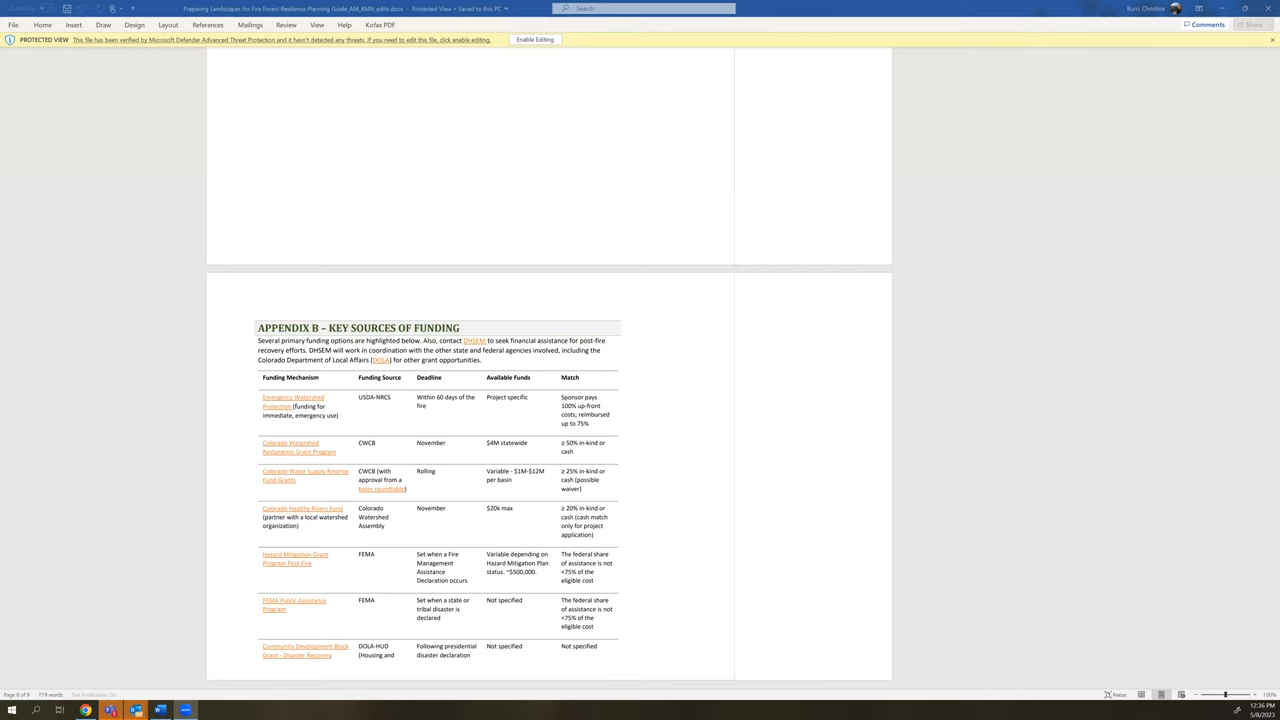 AutoSave Off Preparing Landscapes for Fire Forest Resilience Planning Guide_AM_KMN_edits.docx - Protected View • Saved to this PC Search Burri, Christina
File Home Insert Draw Design Layout References Mailings Review View Help Kofax PDF Comments Share
PROTECTED VIEW This file has been verified by Microsoft Defender Advanced Threat Protection and it hasn't detected any threats. If you need to edit this file, click enable editing. Enable Editing
APPENDIX B – KEY SOURCES OF FUNDING
Several primary funding options are highlighted below. Also, contact DHSEM to seek financial assistance for post-fire
recovery efforts. DHSEM will work in coordination with the other state and federal agencies involved, including the
Colorado Department of Local Affairs (DOLA) for other grant opportunities.
Funding Mechanism Funding Source Deadline Available Funds Match
Emergency Watershed USDA-NRCS Within 60 days of the Project specific Sponsor pays
Protection (funding for fire 100% up-front
immediate, emergency use) costs; reimbursed
up to 75%
Colorado Watershed CWCB November $4M statewide ≥ 50% in-kind or
Restoration Grant Program cash
Colorado Water Supply Reserve CWCB (with Rolling Variable - $1M-$12M ≥ 25% in-kind or
Fund Grants approval from a per basin cash (possible
basin roundtable) waiver)
Colorado Healthy Rivers Fund Colorado November $20k max ≥ 20% in-kind or
(partner with a local watershed Watershed cash (cash match
organization) Assembly only for project
application)
Hazard Mitigation Grant FEMA Set when a Fire Variable depending on The federal share
Program Post-Fire Management Hazard Mitigation Plan of assistance is not
Assistance status. ~$500,000. <75% of the
Declaration occurs eligible cost
FEMA Public Assistance FEMA Set when a state or Not specified The federal share
Program tribal disaster is of assistance is not
declared <75% of the
eligible cost
Community Development Block DOLA-HUD Following presidential Not specified Not specified
Grant - Disaster Recovery (Housing and disaster declaration
Page 8 of 9 779 words Text Predictions: On Focus 100%
12:36 PM
5/8/2023